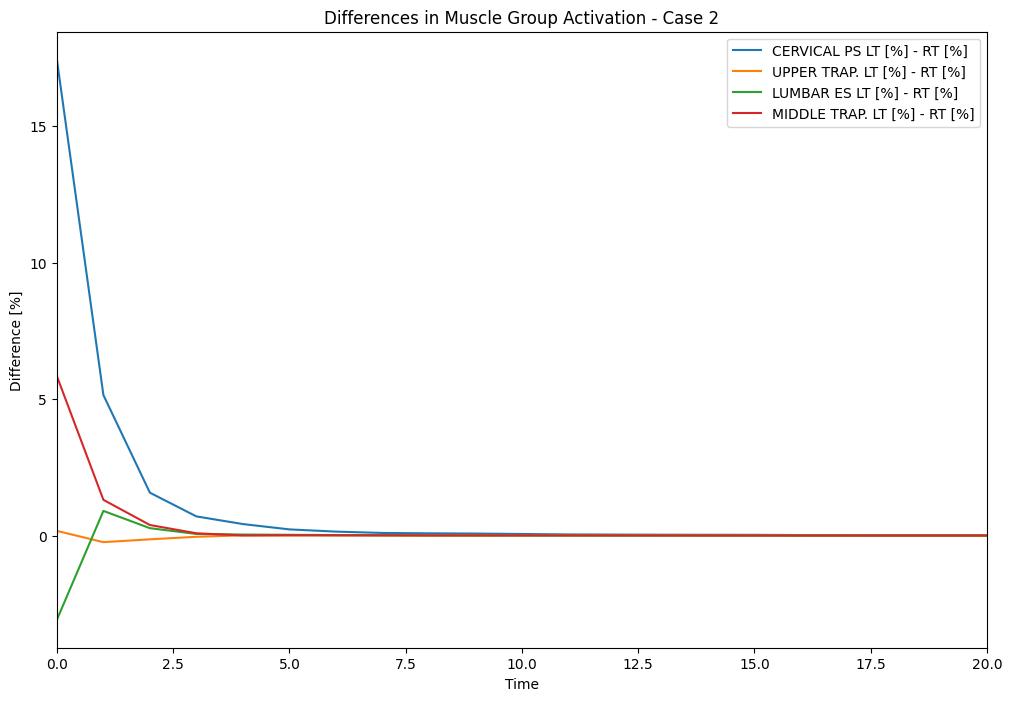 Differences in Muscle Group Activation - Case 2
CERVICAL PS LT [%] - RT [%]
UPPER TRAP. LT [%] - RT [%]
LUMBAR ES LT [%] - RT [%]
MIDDLE TRAP. LT [%] - RT [%]
15
10
5
0
Difference [%]
0.0 2.5 5.0 7.5 10.0 12.5 15.0 17.5 20.0
Time